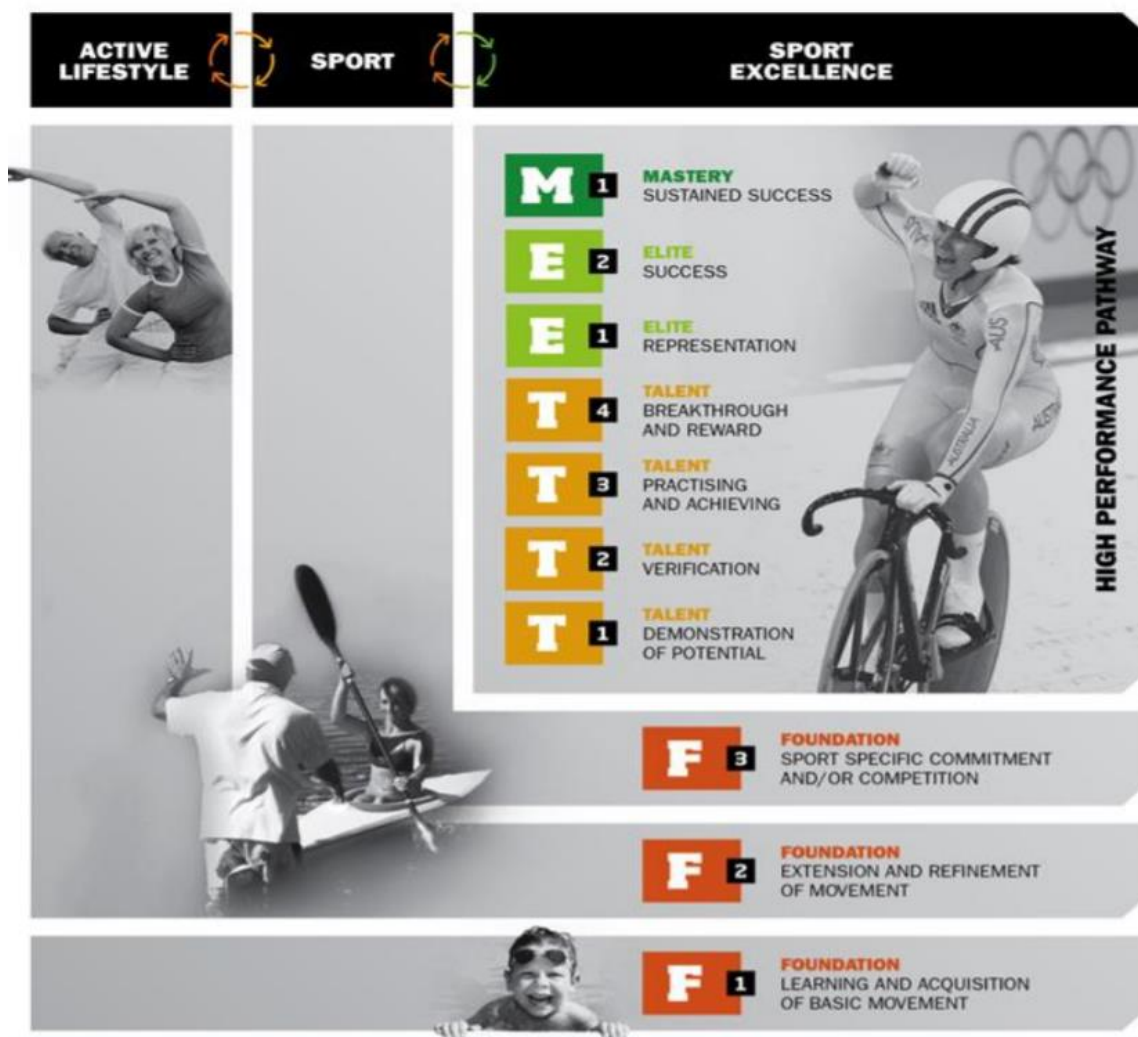 ACTIVE
LIFESTYLE
SPORT
SPORT
EXCELLENCE
M 1
MASTERY
SUSTAINED SUCCESS
E 2
ELITE
SUCCESS
E 1
ELITE
REPRESENTATION
T 4
TALENT
BREAKTHROUGH
AND REWARD
T 3
TALENT
PRACTISING
AND ACHIEVING
T 2
TALENT
VERIFICATION
T 1
TALENT
DEMONSTRATION
OF POTENTIAL
HIGH PERFORMANCE PATHWAY
AUS
AUSTRALIA
F 3
FOUNDATION
SPORT SPECIFIC COMMITMENT
AND/OR COMPETITION
F 2
FOUNDATION
EXTENSION AND REFINEMENT
OF MOVEMENT
F 1
FOUNDATION
LEARNING AND ACQUISITION
OF BASIC MOVEMENT